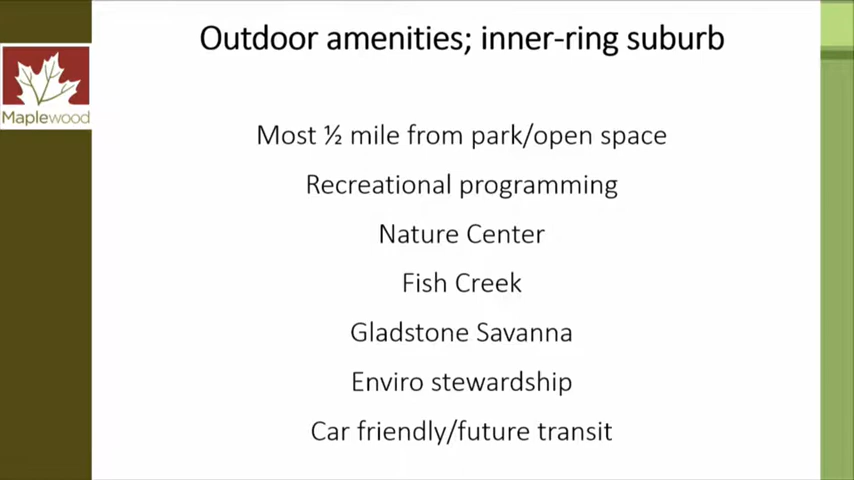 Outdoor amenities; inner-ring suburb
Maplewood
Most ½ mile from park/open space
Recreational programming
Nature Center
Fish Creek
Gladstone Savanna
Enviro stewardship
Car friendly/future transit